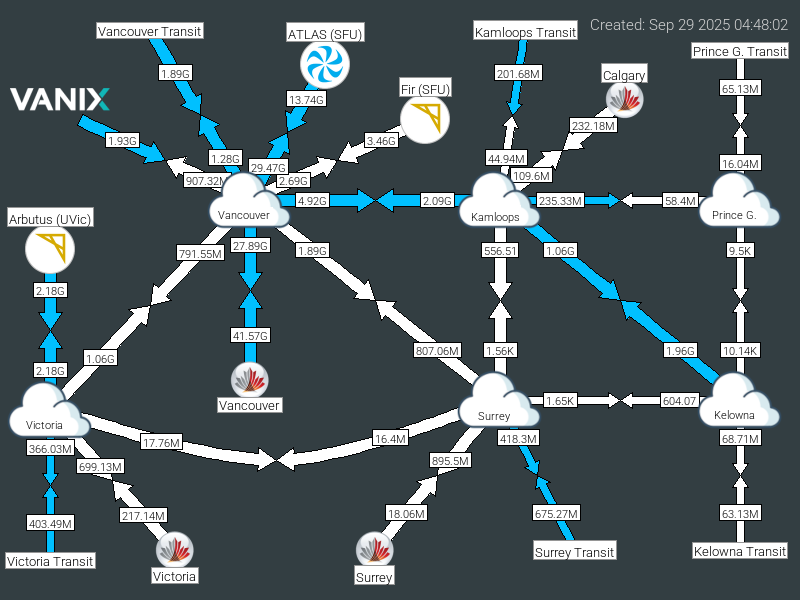 Created: Sep 29 2025 04:48:02
Vancouver Transit
ATLAS (SFU)
Kamloops Transit
Prince G. Transit
1.89G
201.68M
Calgary
65.13M
Fir (SFU)
VANIX
13.74G
232.18M
1.93G
3.46G
1.28G
44.94M
16.04M
29.47G
109.6M
907.32M
2.69G
4.92G
2.09G
235.33M
58.4M
Vancouver
Kamloops
Prince G.
Arbutus (UVic)
791.55M
27.89G
1.89G
556.51
1.06G
9.5K
2.18G
41.57G
807.06M
1.56K
1.96G
10.14K
1.06G
2.18G
Vancouver
1.65K
604.07
Victoria
Surrey
Kelowna
366.03M
17.76M
16.4M
418.3M
68.71M
699.13M
895.5M
403.49M
217.14M
18.06M
675.27M
63.13M
Victoria Transit
Victoria
Surrey
Surrey Transit
Kelowna Transit